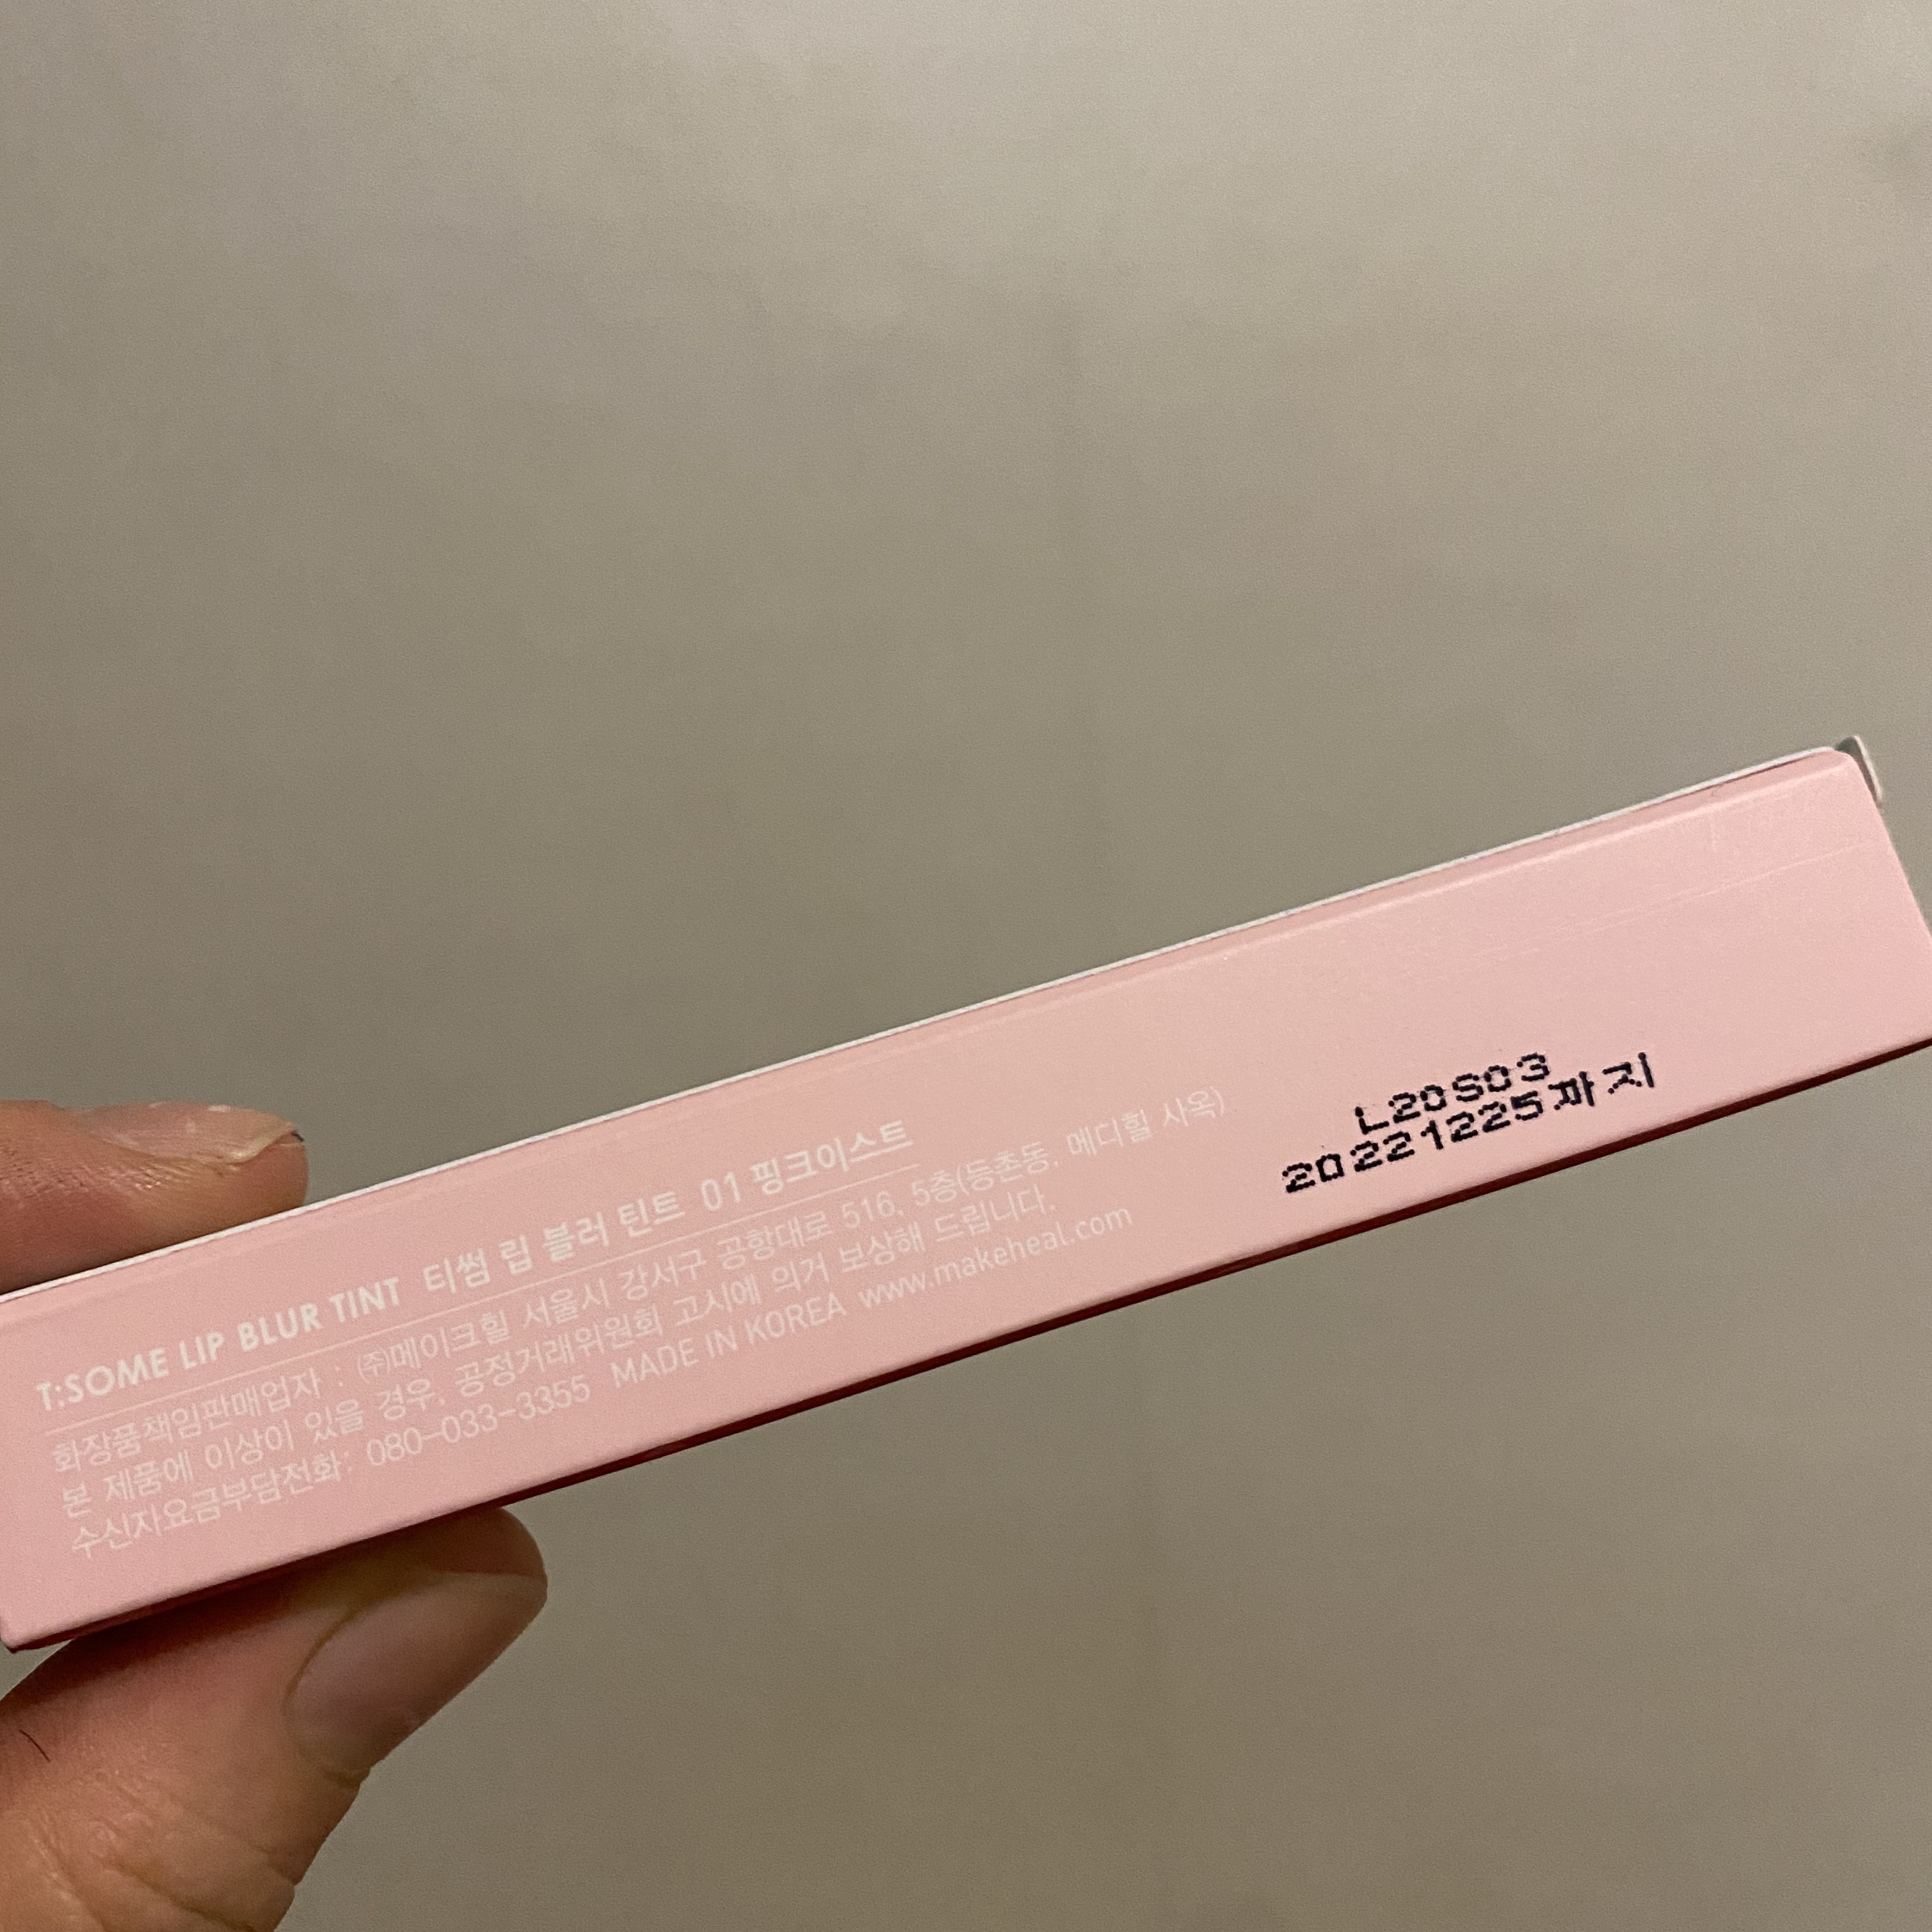 T:SOME LIP BLUR TINT 티썸 립 블러 틴트 01 핑크이스트
화장품책임판매업자 : ㈜메이크힐 서울시 강서구 공항대로 516, 5층(등촌동, 메디힐 사옥)
본 제품에 이상이 있을 경우, 공정거래위원회 고시에 의거 보상해 드립니다.
수신자요금부담전화: 080-033-3355 MADE IN KOREA www.makeheal.com
L20S03
20221225까지